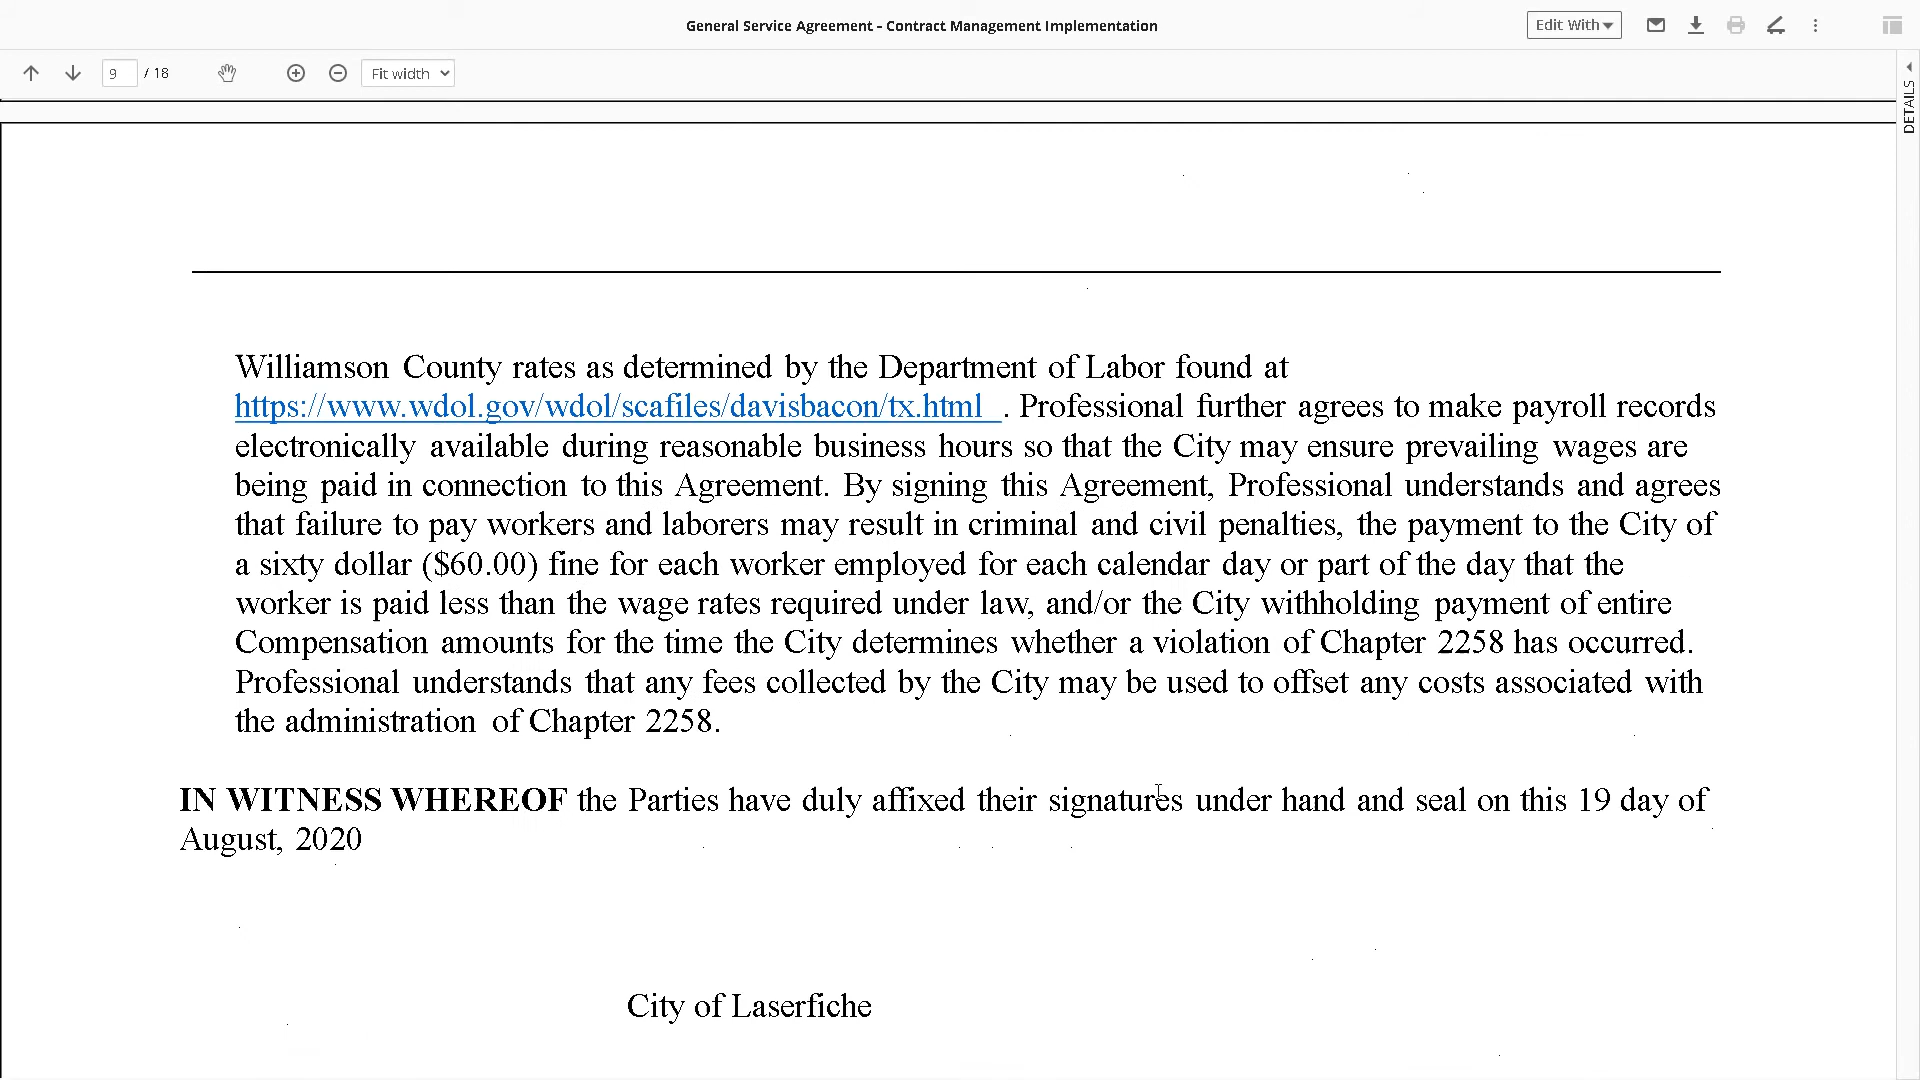 General Service Agreement - Contract Management Implementation
Edit With
9 / 18
Fit width
DETAILS
Williamson County rates as determined by the Department of Labor found at
https://www.wdol.gov/wdol/scafiles/davisbacon/tx.html . Professional further agrees to make payroll records
electronically available during reasonable business hours so that the City may ensure prevailing wages are
being paid in connection to this Agreement. By signing this Agreement, Professional understands and agrees
that failure to pay workers and laborers may result in criminal and civil penalties, the payment to the City of
a sixty dollar ($60.00) fine for each worker employed for each calendar day or part of the day that the
worker is paid less than the wage rates required under law, and/or the City withholding payment of entire
Compensation amounts for the time the City determines whether a violation of Chapter 2258 has occurred.
Professional understands that any fees collected by the City may be used to offset any costs associated with
the administration of Chapter 2258.
IN WITNESS WHEREOF the Parties have duly affixed their signatures under hand and seal on this 19 day of
August, 2020
City of Laserfiche